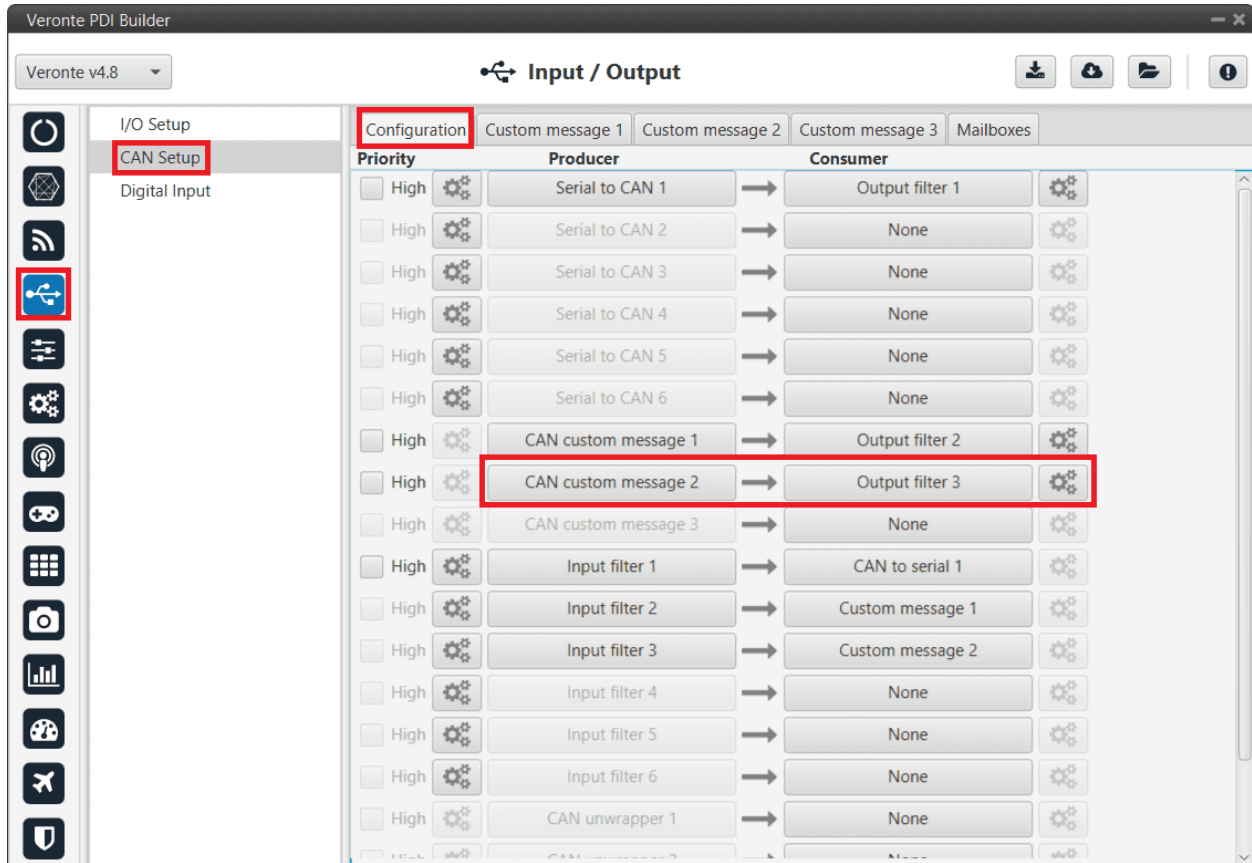 Veronte PDI Builder
Veronte v4.8
Input / Output
I/O Setup
CAN Setup
Digital Input
Configuration Custom message 1 Custom message 2 Custom message 3 Mailboxes
Priority Producer Consumer
High Serial to CAN 1 Output filter 1
High Serial to CAN 2 None
High Serial to CAN 3 None
High Serial to CAN 4 None
High Serial to CAN 5 None
High Serial to CAN 6 None
High CAN custom message 1 Output filter 2
High CAN custom message 2 Output filter 3
High CAN custom message 3 None
High Input filter 1 CAN to serial 1
High Input filter 2 Custom message 1
High Input filter 3 Custom message 2
High Input filter 4 None
High Input filter 5 None
High Input filter 6 None
High CAN unwrapper 1 None